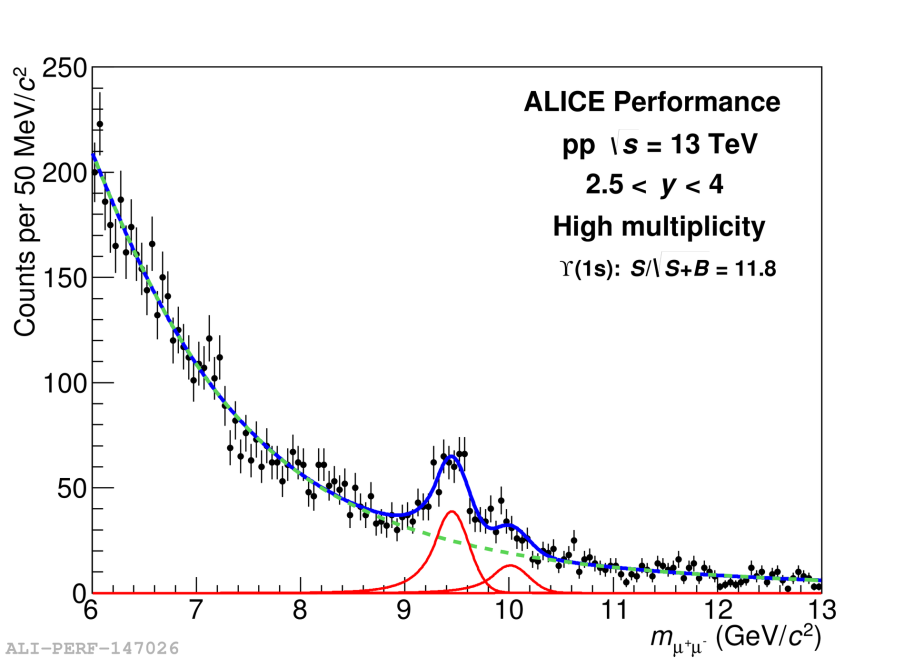 250
200
150
100
50
0
Counts per 50 MeV/c²
ALICE Performance
pp √s = 13 TeV
2.5 < y < 4
High multiplicity
ϒ(1s): S/√S+B = 11.8
6 7 8 9 10 11 12 13
m_μ⁺μ⁻ (GeV/c²)
ALI-PERF-147026